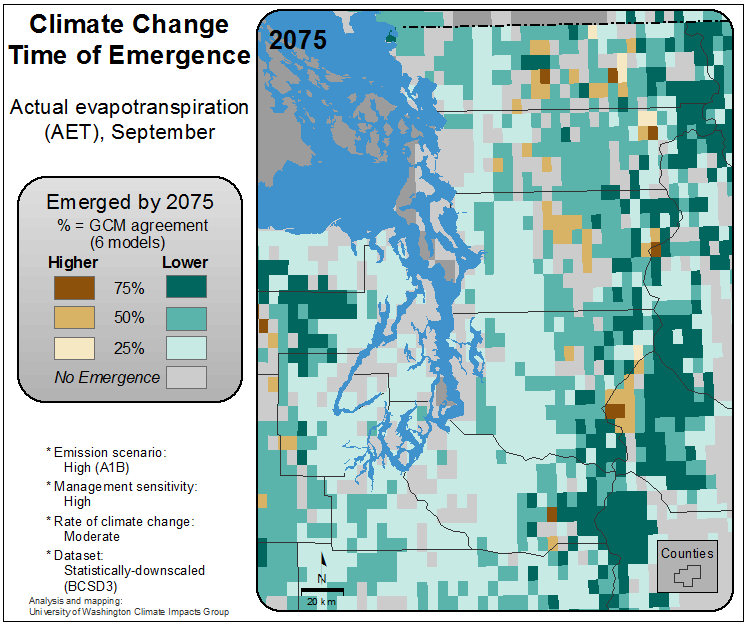 Climate Change
Time of Emergence
Actual evapotranspiration
(AET), September
Emerged by 2075
% = GCM agreement
(6 models)
Higher Lower
75%
50%
25%
No Emergence
* Emission scenario:
High (A1B)
* Management sensitivity:
High
* Rate of climate change:
Moderate
* Dataset:
Statistically-downscaled
(BCSD3)
Analysis and mapping:
University of Washington Climate Impacts Group
2075
N
20 km
Counties